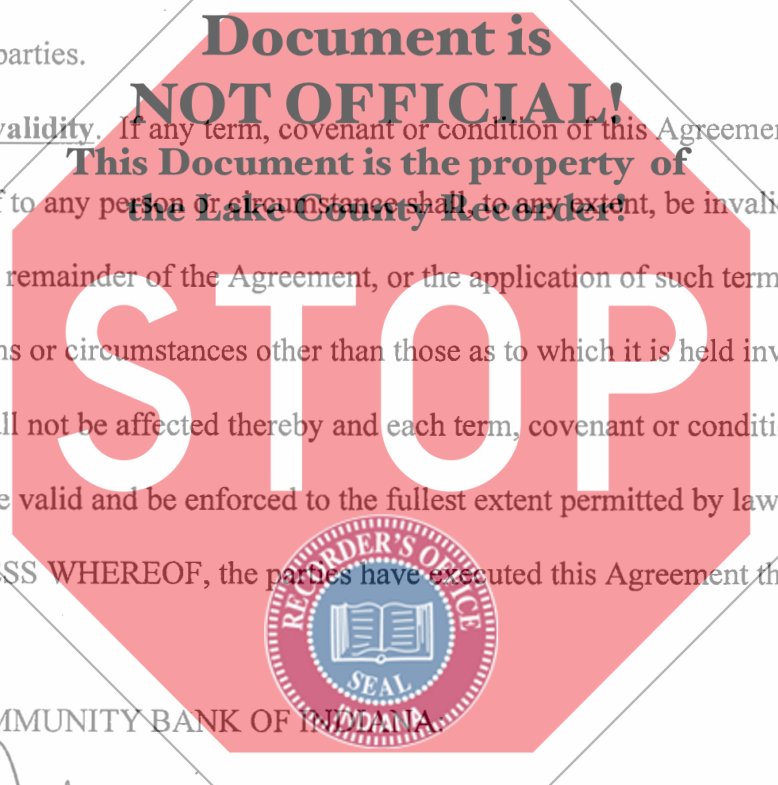 parties.
Document is
NOT OFFICIAL!
validity. If any term, covenant or condition of this Agreemen
This Document is the property of
to any person or circumstance shall, to any extent, be invali
the Lake County Recorder!
remainder of the Agreement, or the application of such term
ns or circumstances other than those as to which it is held inv
ll not be affected thereby and each term, covenant or conditi
e valid and be enforced to the fullest extent permitted by law
SS WHEREOF, the parties have executed this Agreement th
MMUNITY BANK OF INDIANA:
STOP
RECORDER'S OFFICE
SEAL
INDIANA